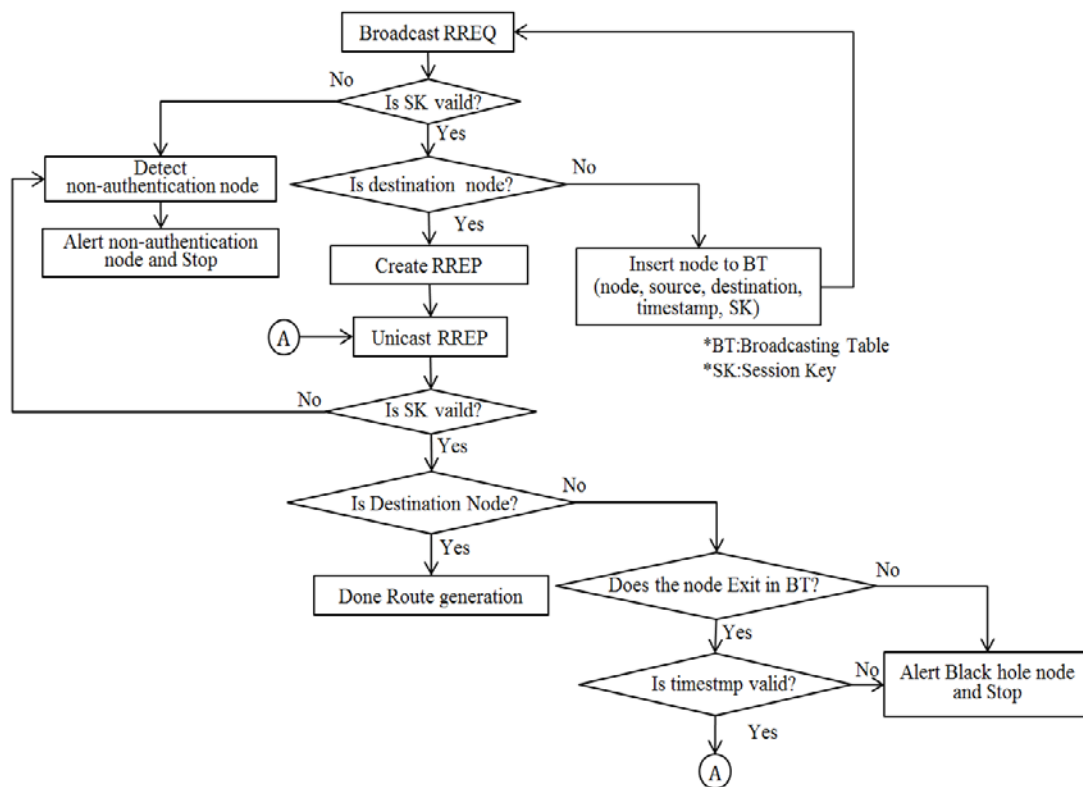 Broadcast RREQ
No
Is SK vaild?
Yes
Detect
non-authentication node
Is destination node?
No
Yes
Alert non-authentication
node and Stop
Create RREP
Insert node to BT
(node, source, destination,
timestamp, SK)
A
Unicast RREP
*BT:Broadcasting Table
*SK:Session Key
No
Is SK vaild?
Yes
Is Destination Node?
No
Yes
Done Route generation
Does the node Exit in BT?
No
Yes
Is timestmp valid?
No
Alert Black hole node
and Stop
Yes
A